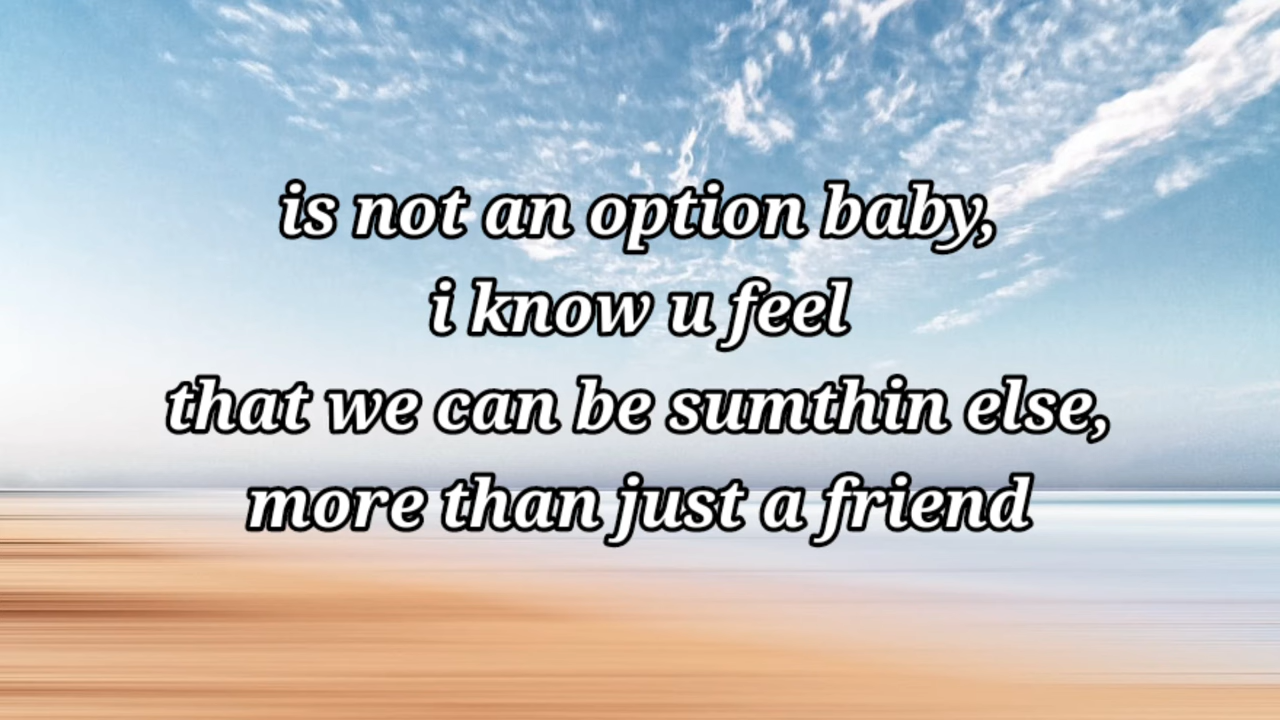 is not an option baby,
i know u feel
that we can be sumthin else,
more than just a friend